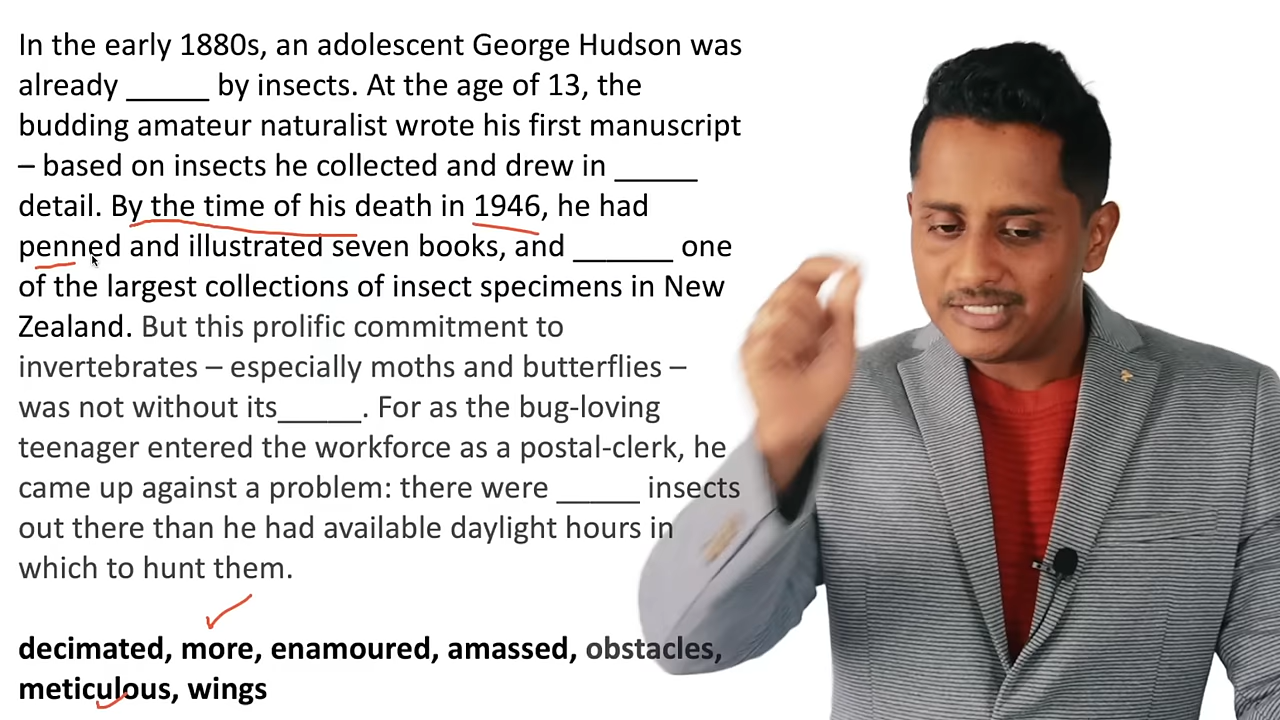 In the early 1880s, an adolescent George Hudson was
already _____ by insects. At the age of 13, the
budding amateur naturalist wrote his first manuscript
– based on insects he collected and drew in _____
detail. By the time of his death in 1946, he had
penned and illustrated seven books, and ______ one
of the largest collections of insect specimens in New
Zealand. But this prolific commitment to
invertebrates – especially moths and butterflies –
was not without its_____. For as the bug-loving
teenager entered the workforce as a postal-clerk, he
came up against a problem: there were _____ insects
out there than he had available daylight hours in
which to hunt them.
decimated, more, enamoured, amassed, obstacles,
meticulous, wings